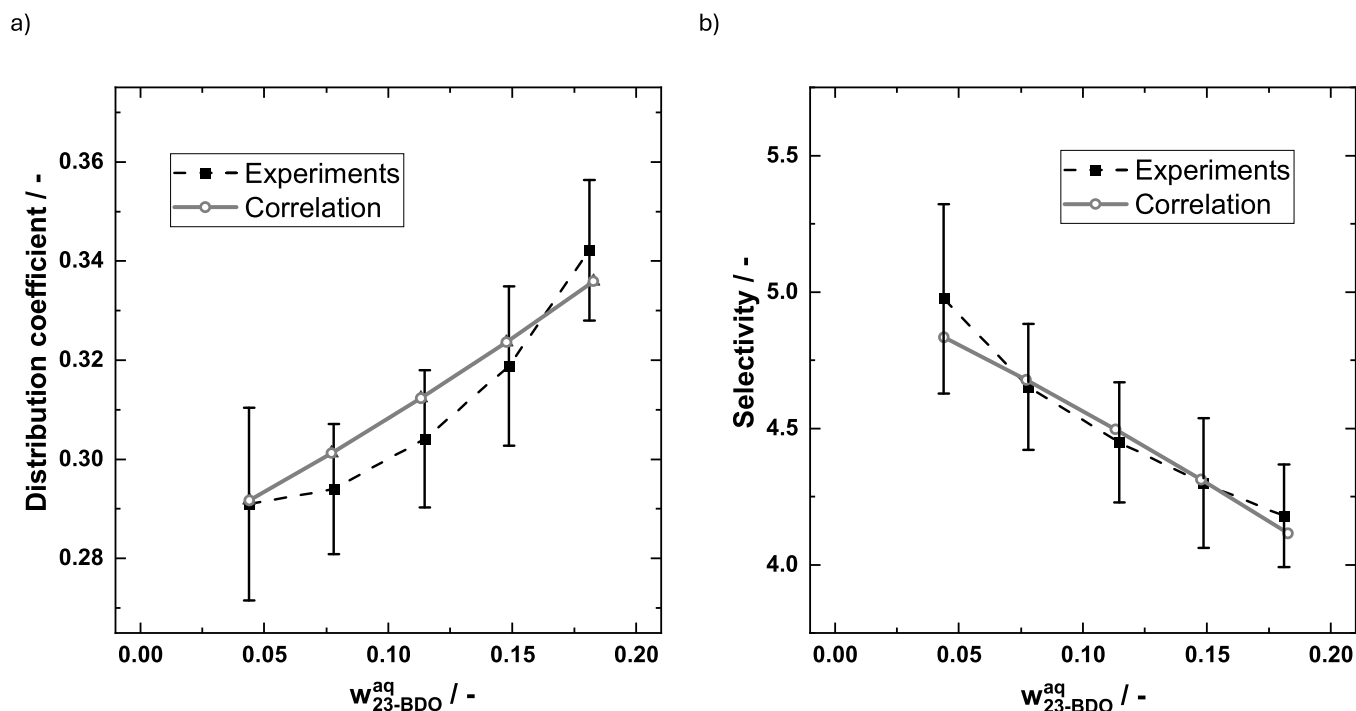 a)
Distribution coefficient / -
0.36
0.34
0.32
0.30
0.28
Experiments
Correlation
0.00 0.05 0.10 0.15 0.20
w^aq_23-BDO / -
b)
Selectivity / -
5.5
5.0
4.5
4.0
Experiments
Correlation
0.00 0.05 0.10 0.15 0.20
w^aq_23-BDO / -